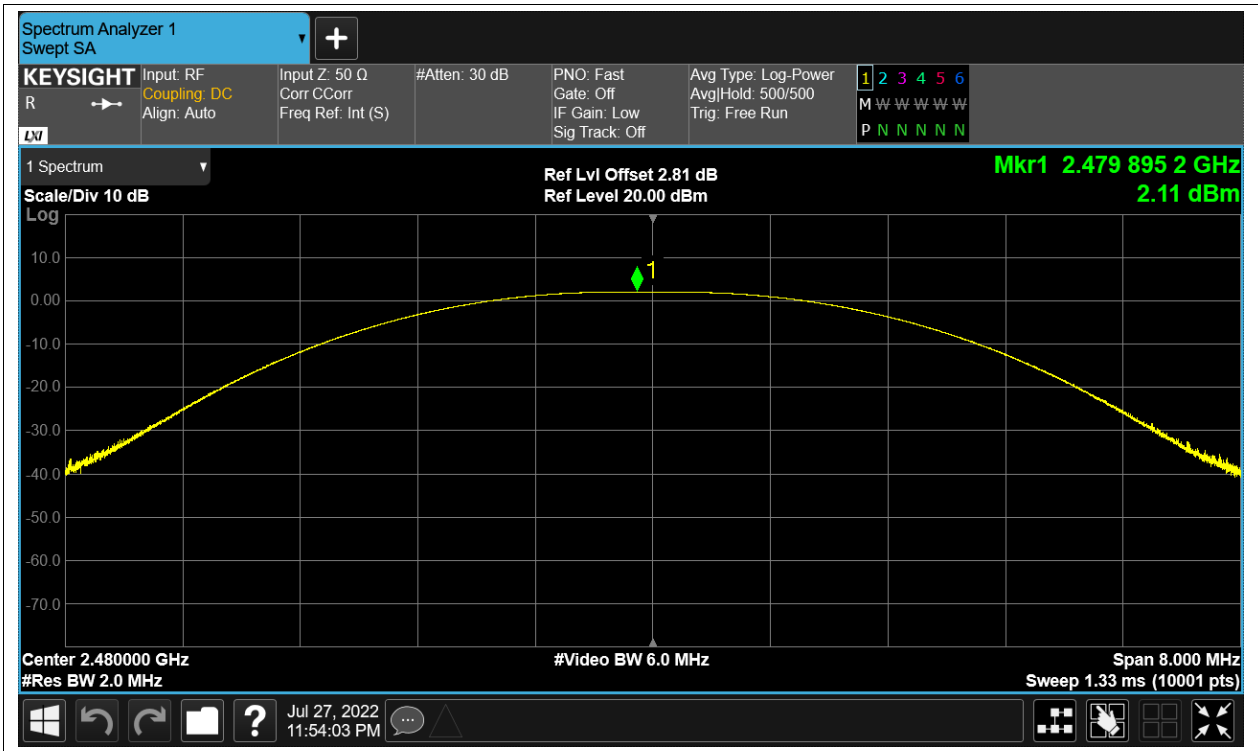 Spectrum Analyzer 1
Swept SA
KEYSIGHT
R
LXI
Input: RF
Coupling: DC
Align: Auto
Input Z: 50 Ω
Corr CCorr
Freq Ref: Int (S)
#Atten: 30 dB
PNO: Fast
Gate: Off
IF Gain: Low
Sig Track: Off
Avg Type: Log-Power
Avg|Hold: 500/500
Trig: Free Run
1 2 3 4 5 6
M W W W W W W
P N N N N N N
1 Spectrum
Scale/Div 10 dB
Log
Ref Lvl Offset 2.81 dB
Ref Level 20.00 dBm
Mkr1 2.479 895 2 GHz
2.11 dBm
1
10.0
0.00
-10.0
-20.0
-30.0
-40.0
-50.0
-60.0
-70.0
Center 2.480000 GHz
#Res BW 2.0 MHz
#Video BW 6.0 MHz
Span 8.000 MHz
Sweep 1.33 ms (10001 pts)
?
Jul 27, 2022
11:54:03 PM